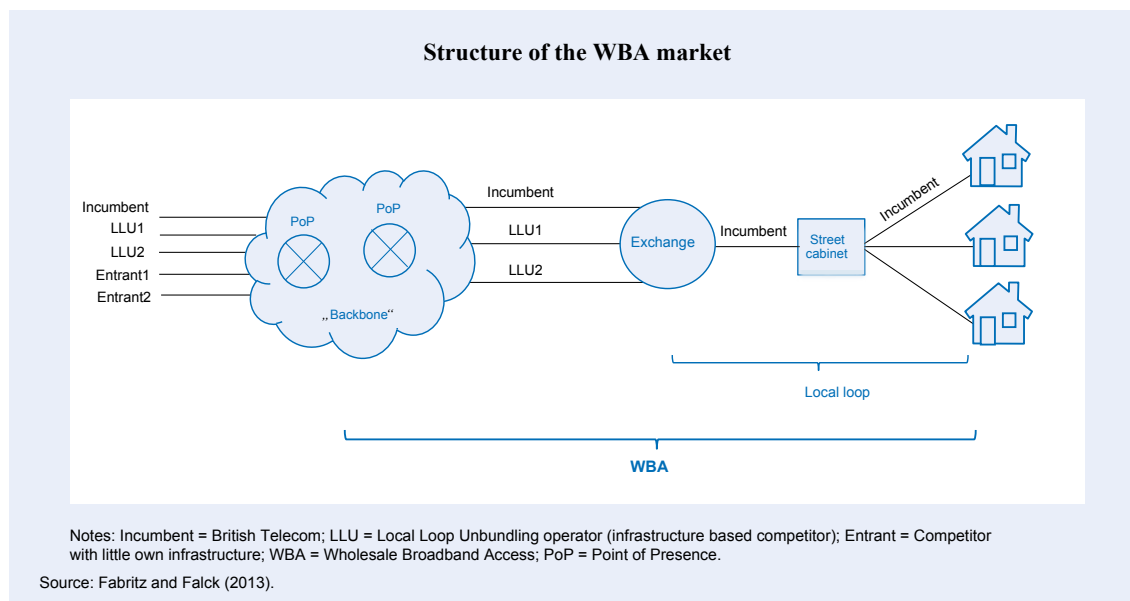 Structure of the WBA market
Incumbent
LLU1
LLU2
Entrant1
Entrant2
PoP
PoP
„Backbone“
Incumbent
LLU1
LLU2
Exchange
Incumbent
Street
cabinet
Incumbent
Local loop
WBA
Notes: Incumbent = British Telecom; LLU = Local Loop Unbundling operator (infrastructure based competitor); Entrant = Competitor
with little own infrastructure; WBA = Wholesale Broadband Access; PoP = Point of Presence.
Source: Fabritz and Falck (2013).